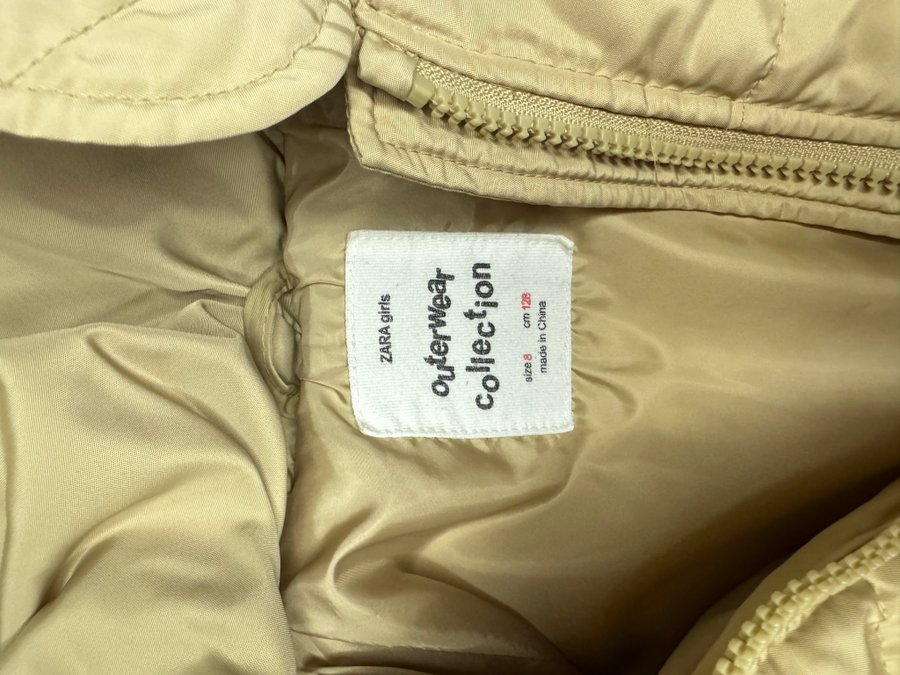 ZARA girls
outerwear
collection
size 8 cm 128
made in China